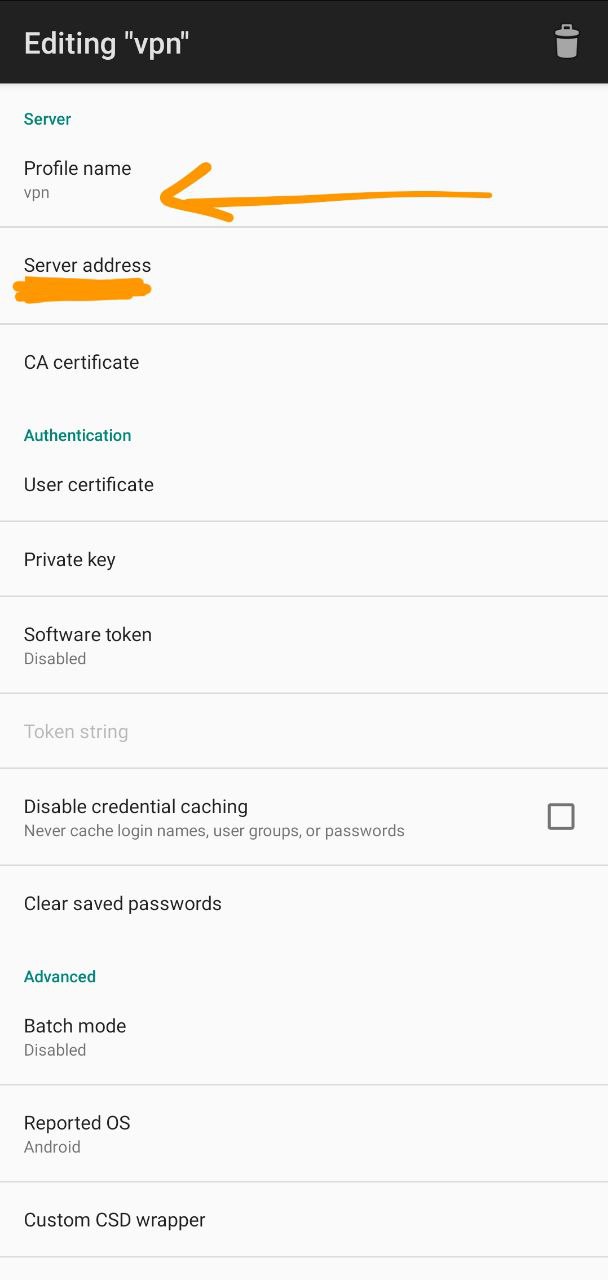 Editing "vpn"
Server
Profile name
vpn
Server address
CA certificate
Authentication
User certificate
Private key
Software token
Disabled
Token string
Disable credential caching
Never cache login names, user groups, or passwords
Clear saved passwords
Advanced
Batch mode
Disabled
Reported OS
Android
Custom CSD wrapper